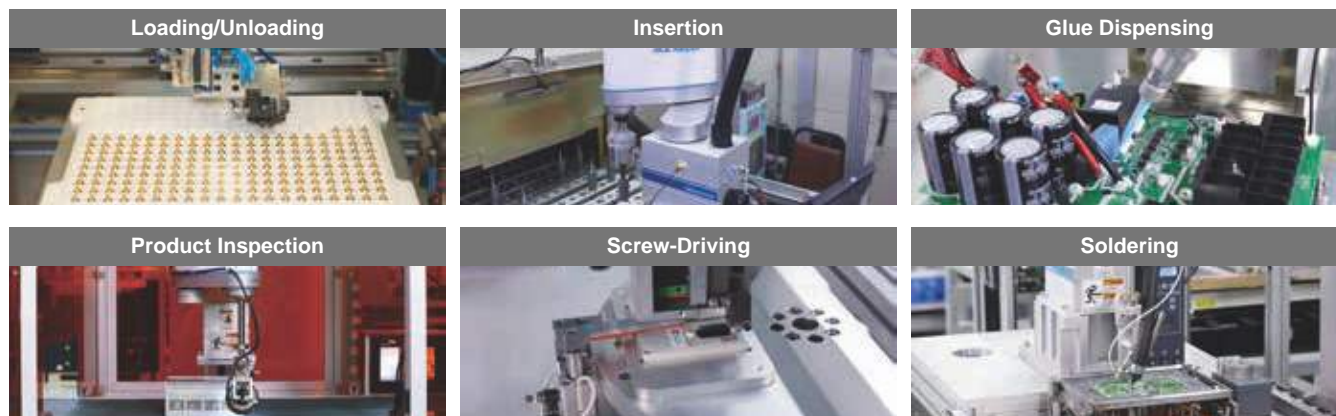 Loading/Unloading
Insertion
Glue Dispensing
Product Inspection
Screw-Driving
Soldering